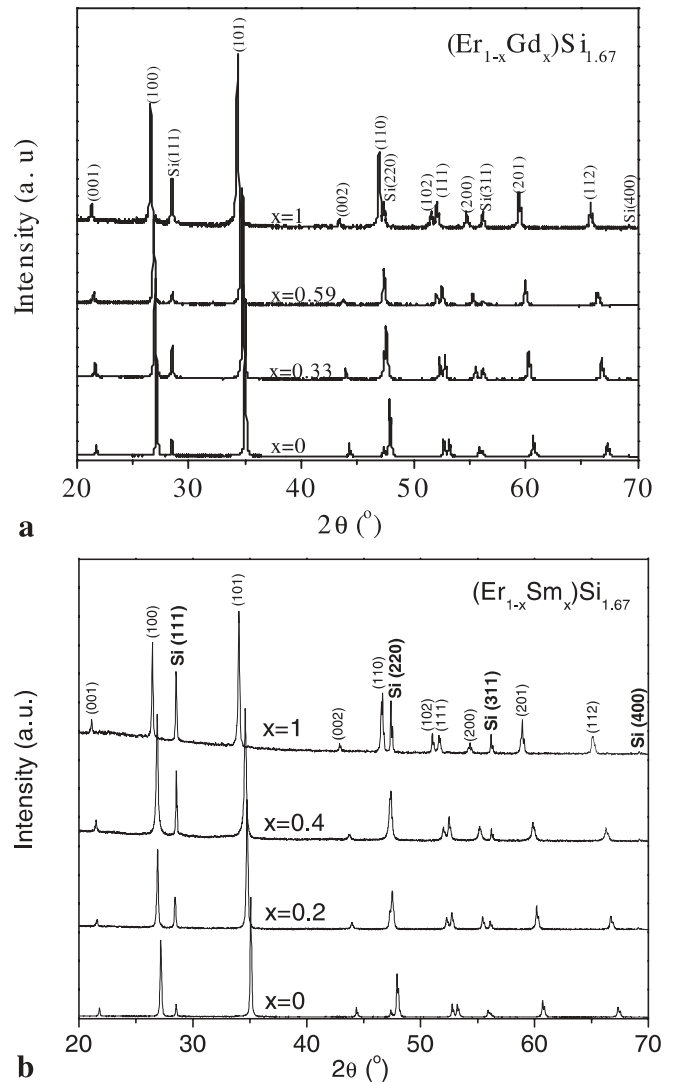 (Er1-xGdx)Si1.67
(001)
(100)
Si(111)
(101)
(002)
(110)
Si(220)
(102)
(111)
(200)
Si(311)
(201)
(112)
Si(400)
x=1
x=0.59
x=0.33
x=0
Intensity (a. u)
20 30 40 50 60 70
2θ (°)
a
(Er1-xSmx)Si1.67
(001)
(100)
Si (111)
(101)
(002)
(110)
Si (220)
(102)
(111)
(200)
Si (311)
(201)
(112)
Si (400)
x=1
x=0.4
x=0.2
x=0
Intensity (a.u.)
20 30 40 50 60 70
2θ (°)
b